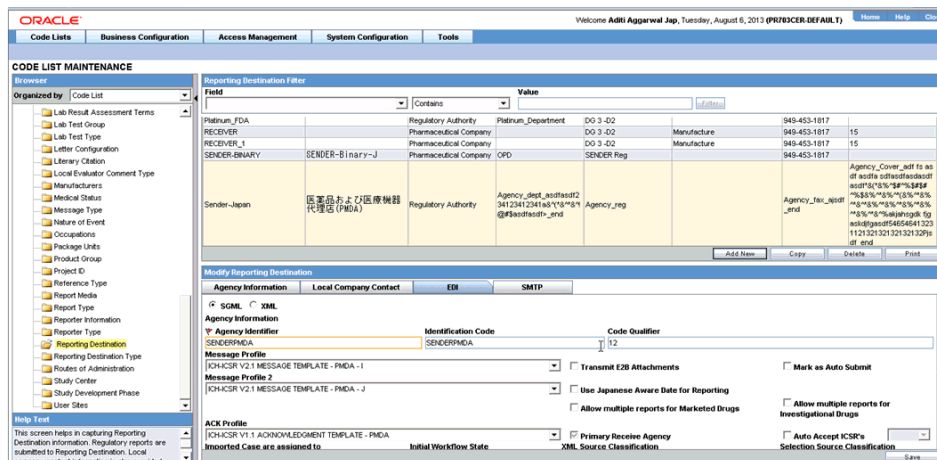 ORACLE
Welcome Aditi Aggarwal Jap, Tuesday, August 6, 2013 (PR703CER-DEFAULT)
Home Help Clo
Code Lists Business Configuration Access Management System Configuration Tools
CODE LIST MAINTENANCE
Browser
Organized by Code List
Lab Result Assessment Terms
Lab Test Group
Lab Test Type
Letter Configuration
Literary Citation
Local Evaluator Comment Type
Manufacturers
Medical Status
Message Type
Nature of Event
Occupations
Package Units
Product Group
Project ID
Reference Type
Report Media
Report Type
Reporter Information
Reporter Type
Reporting Destination
Reporting Destination Type
Routes of Administration
Study Center
Study Development Phase
User Sites
Help Text
This screen helps in capturing Reporting
Destination information. Regulatory reports are
submitted to Reporting Destination. Local
Reporting Destination Filter
Field Value
Contains Filter
Platinum_FDA Regulatory Authority Platinum_Department DG 3 -D2 949-453-1817
RECEIVER Pharmaceutical Company DG 3 -D2 Manufacture 949-453-1817 15
RECEIVER_1 Pharmaceutical Company DG 3 -D2 Manufacture 949-453-1817 15
SENDER-BINARY SENDER-Binary-J Pharmaceutical Company OPD SENDER Reg 949-453-1817
Sender-Japan
医薬品および医療機器
代理店(PMDA)
Regulatory Authority
Agency_dept_asdfasdf2
@#$asdfasdf>_end
Agency_reg
Agency_fax_ajsdf
_end
Agency_Cover_adf fs as
df asdfa sdfasdfasdasdf
df end
Add New Copy Delete Print
Modify Reporting Destination
Agency Information Local Company Contact EDI SMTP
SGML XML
Agency Information
Agency Identifier Identification Code Code Qualifier
SENDERPMDA SENDERPMDA 12
Message Profile
ICH-ICSR V2.1 MESSAGE TEMPLATE - PMDA - I Transmit E2B Attachments Mark as Auto Submit
Message Profile 2
ICH-ICSR V2.1 MESSAGE TEMPLATE - PMDA - J Use Japanese Aware Date for Reporting
Allow multiple reports for Marketed Drugs
Allow multiple reports for
Investigational Drugs
ACK Profile
ICH-ICSR V1.1 ACKNOWLEDGMENT TEMPLATE - PMDA Primary Receive Agency Auto Accept ICSR's
Imported Case are assigned to Initial Workflow State XML Source Classification Selection Source Classification
Save